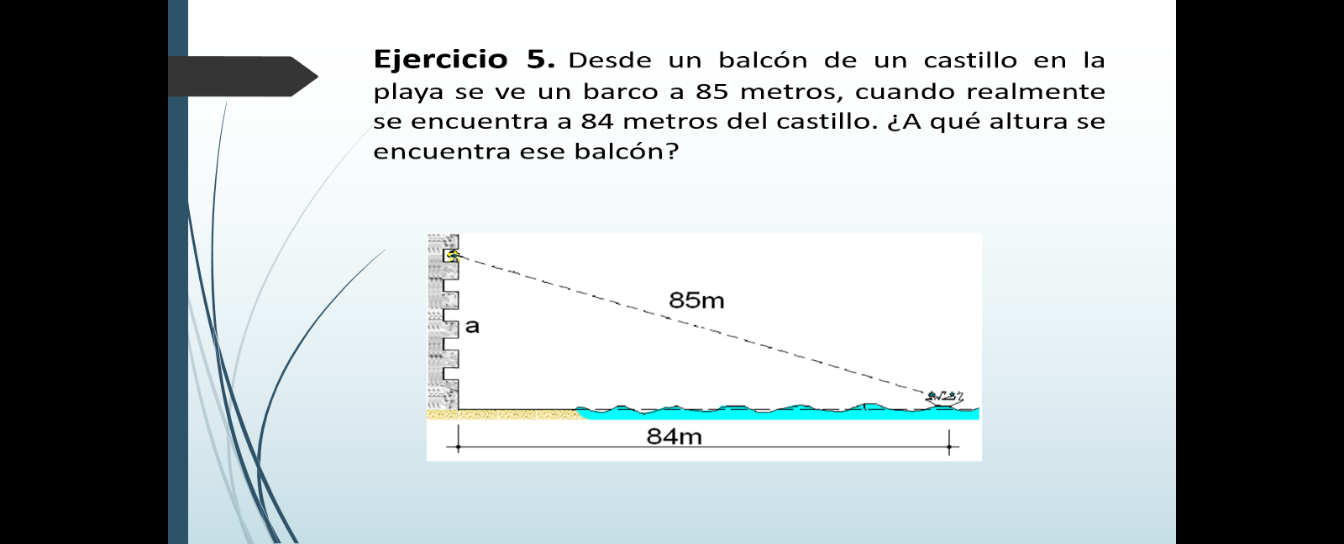 Ejercicio 5. Desde un balcón de un castillo en la
playa se ve un barco a 85 metros, cuando realmente
se encuentra a 84 metros del castillo. ¿A qué altura se
encuentra ese balcón?
85m
a
84m